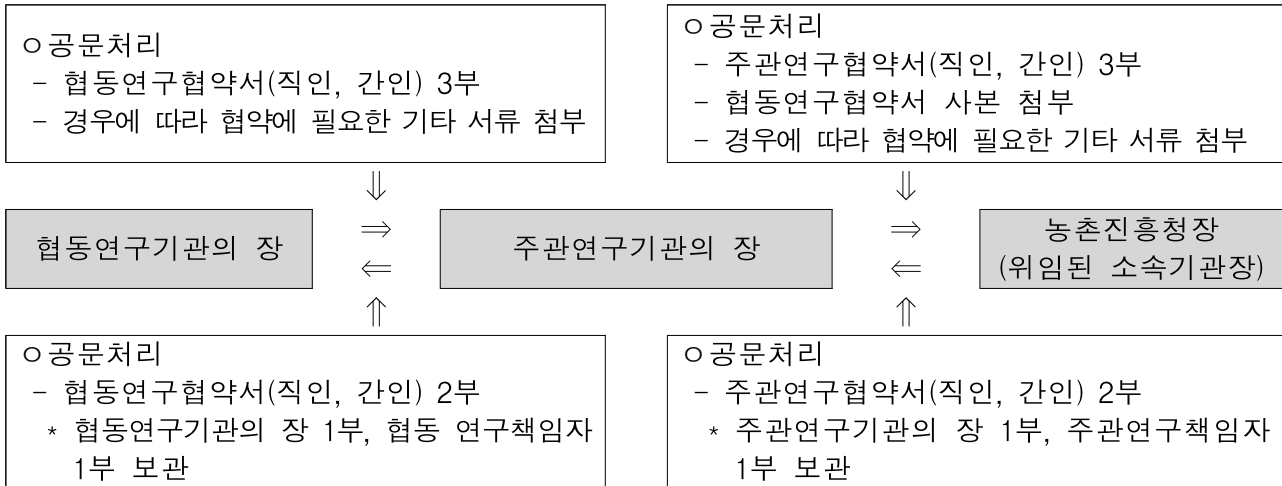 ㅇ공문처리
- 협동연구협약서(직인, 간인) 3부
- 경우에 따라 협약에 필요한 기타 서류 첨부
ㅇ공문처리
- 주관연구협약서(직인, 간인) 3부
- 협동연구협약서 사본 첨부
- 경우에 따라 협약에 필요한 기타 서류 첨부
⇓
⇓
협동연구기관의 장
⇒
⇐
주관연구기관의 장
⇒
⇐
농촌진흥청장
(위임된 소속기관장)
⇑
⇑
ㅇ공문처리
- 협동연구협약서(직인, 간인) 2부
* 협동연구기관의 장 1부, 협동 연구책임자
1부 보관
ㅇ공문처리
- 주관연구협약서(직인, 간인) 2부
* 주관연구기관의 장 1부, 주관연구책임자
1부 보관